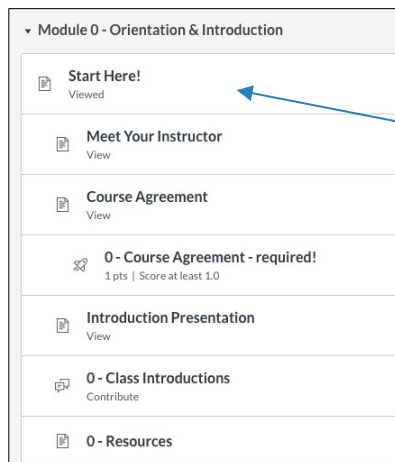 Module 0 - Orientation & Introduction
Start Here!
Viewed
Meet Your Instructor
View
Course Agreement
View
0 - Course Agreement - required!
1 pts | Score at least 1.0
Introduction Presentation
View
0 - Class Introductions
Contribute
0 - Resources